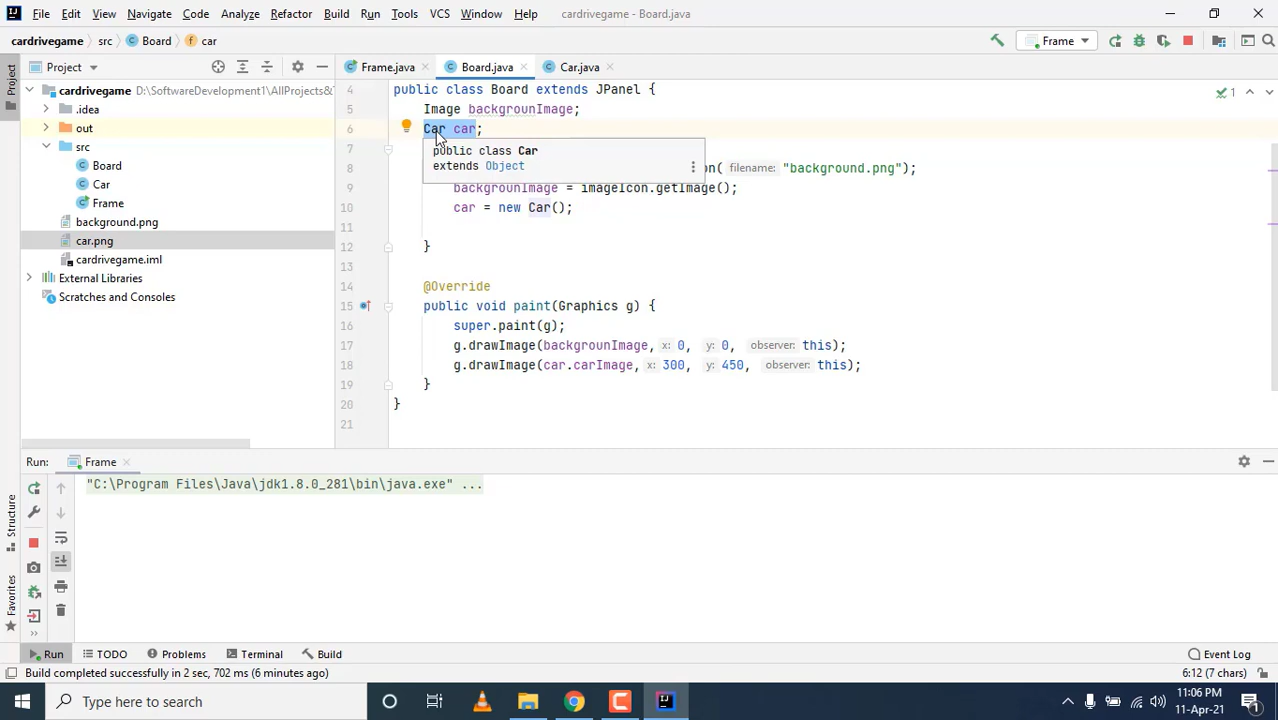 File Edit View Navigate Code Analyze Refactor Build Run Tools VCS Window Help cardrivegame - Board.java
cardrivegame src Board car Frame
Project Frame.java Board.java Car.java
Project
cardrivegame D:\SoftwareDevelopment1\AllProjects&
.idea
out
src
Board
Car
Frame
background.png
car.png
cardrivegame.iml
External Libraries
Scratches and Consoles
4 public class Board extends JPanel {
5 Image backgrounImage;
6 Car car;
7
public class Car
extends Object
8 on( filename: "background.png");
9 backgrounImage = imageIcon.getImage();
10 car = new Car();
11
12 }
13
14 @Override
15 public void paint(Graphics g) {
16 super.paint(g);
17 g.drawImage(backgrounImage, x: 0, y: 0, observer: this);
18 g.drawImage(car.carImage, x: 300, y: 450, observer: this);
19 }
20 }
21
1
Structure
Favorites
Run: Frame
"C:\Program Files\Java\jdk1.8.0_281\bin\java.exe" ...
Run TODO Problems Terminal Build Event Log
Build completed successfully in 2 sec, 702 ms (6 minutes ago) 6:12 (7 chars)
Type here to search
11:06 PM
11-Apr-21
1